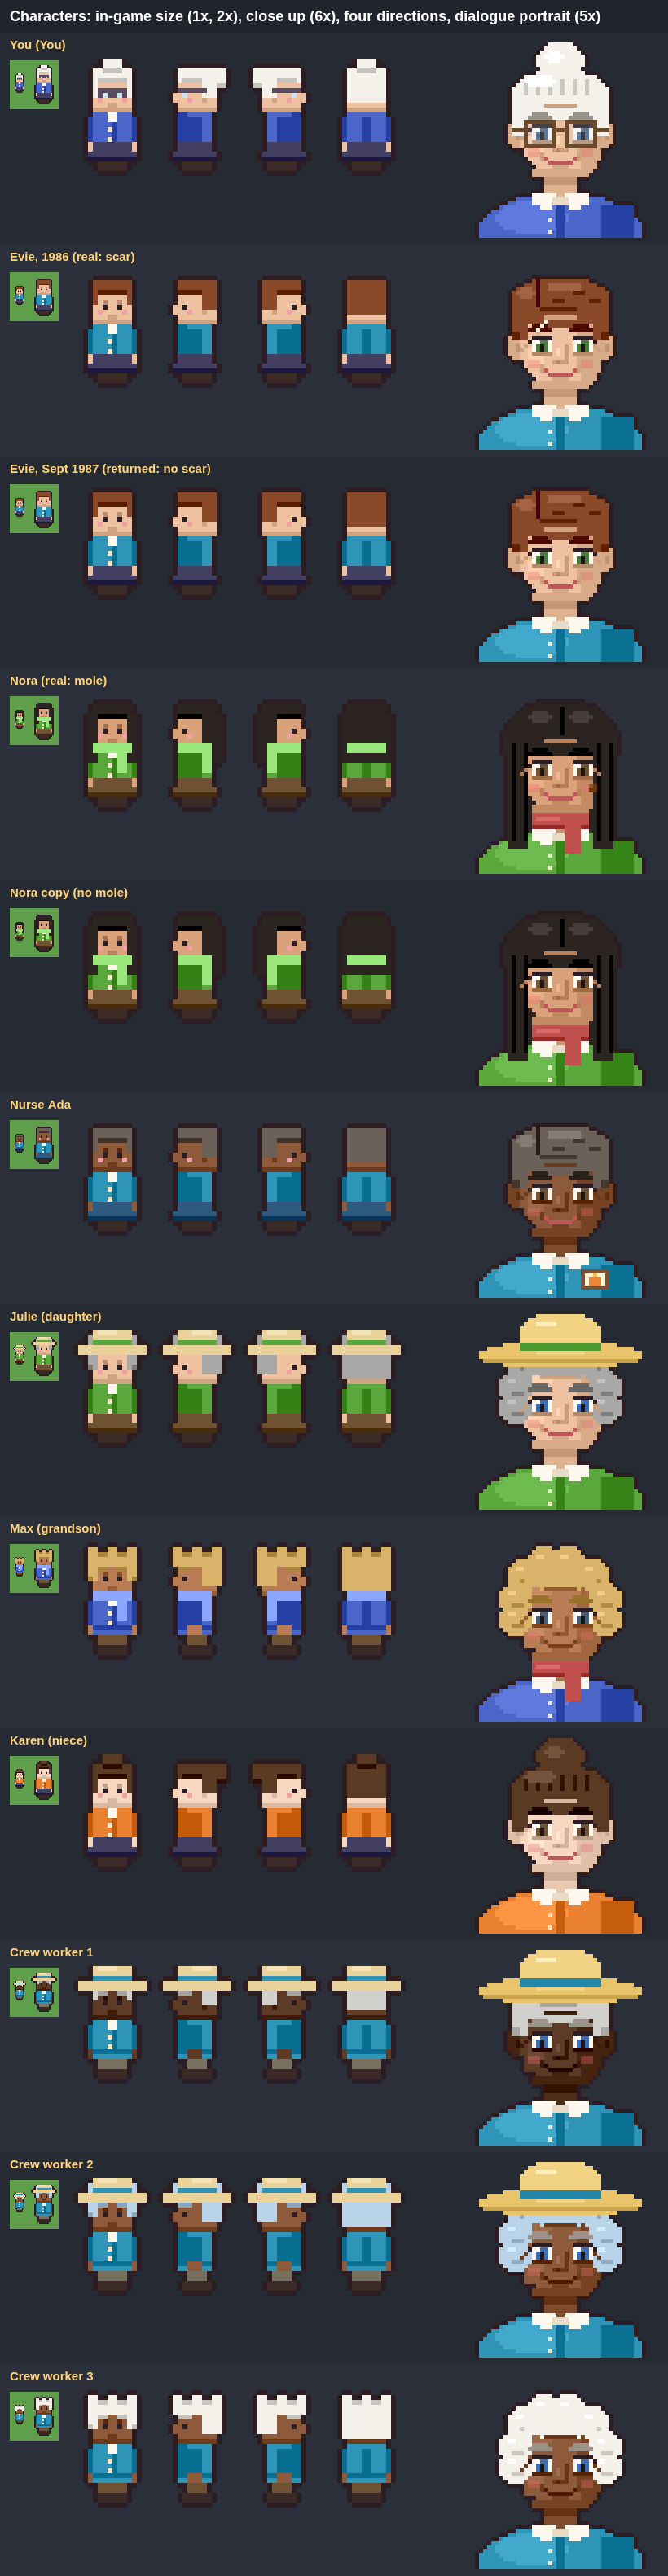 Characters: in-game size (1x, 2x), close up (6x), four directions, dialogue portrait (5x)
You (You)
Evie, 1986 (real: scar)
Evie, Sept 1987 (returned: no scar)
Nora (real: mole)
Nora copy (no mole)
Nurse Ada
Julie (daughter)
Max (grandson)
Karen (niece)
Crew worker 1
Crew worker 2
Crew worker 3